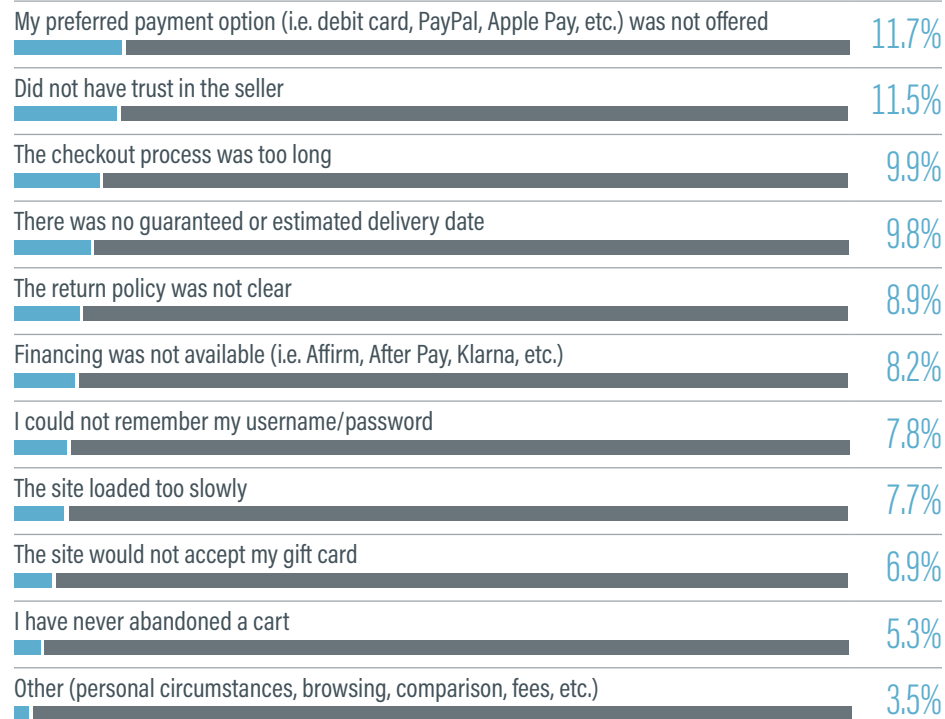 My preferred payment option (i.e. debit card, PayPal, Apple Pay, etc.) was not offered
11.7%
Did not have trust in the seller
11.5%
The checkout process was too long
9.9%
There was no guaranteed or estimated delivery date
9.8%
The return policy was not clear
8.9%
Financing was not available (i.e. Affirm, After Pay, Klarna, etc.)
8.2%
I could not remember my username/password
7.8%
The site loaded too slowly
7.7%
The site would not accept my gift card
6.9%
I have never abandoned a cart
5.3%
Other (personal circumstances, browsing, comparison, fees, etc.)
3.5%